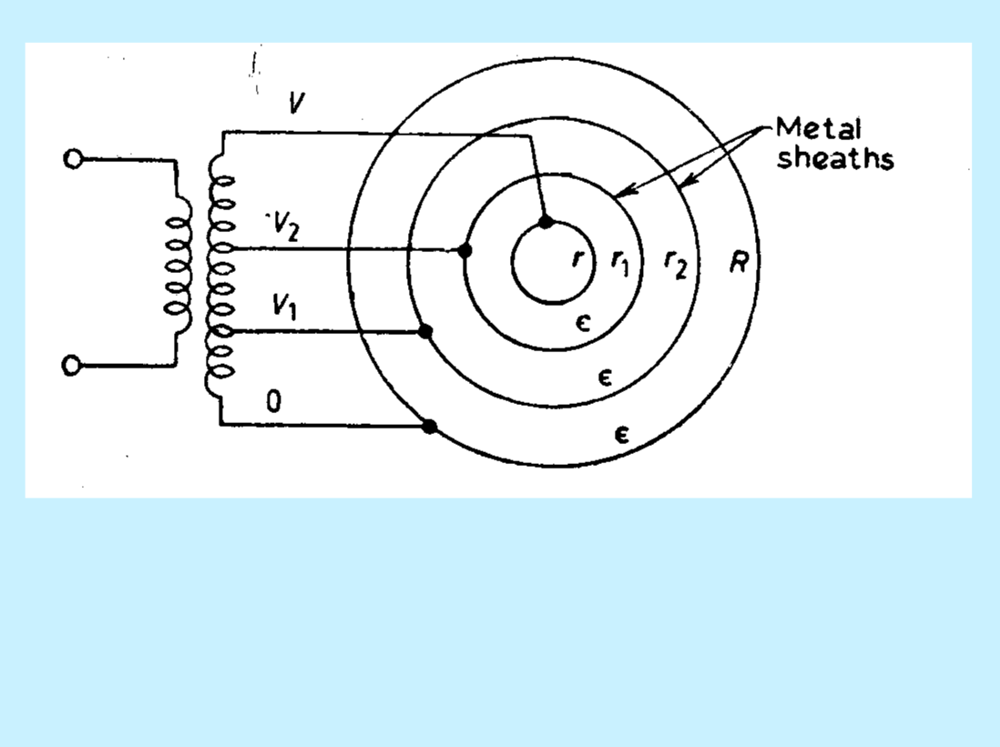 V
Metal
sheaths
V₂
r r₁ r₂ R
V₁
ϵ
ϵ
0
ϵ